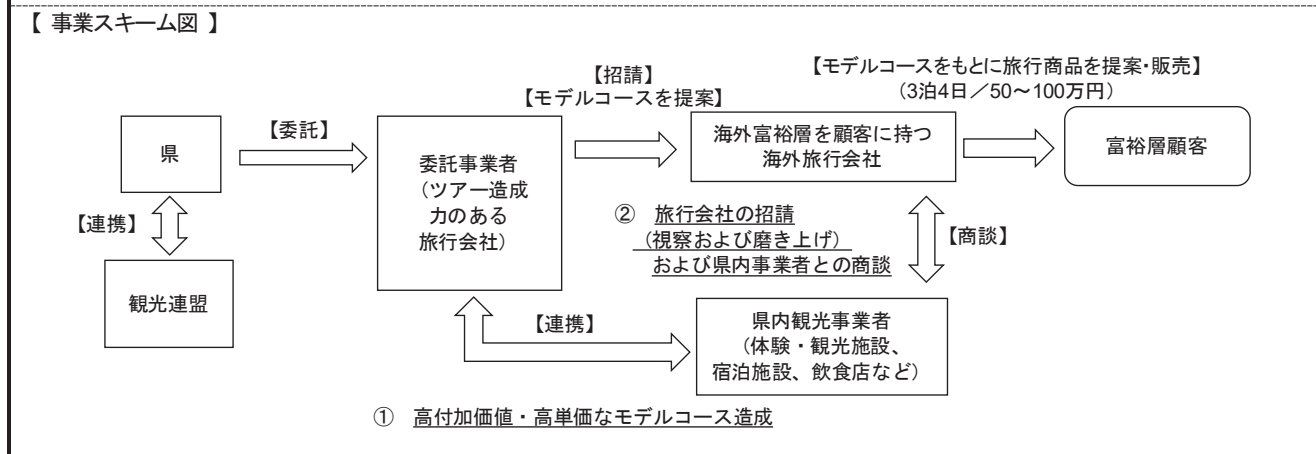 【 事業スキーム図 】
【招請】
【モデルコースを提案】
【モデルコースをもとに旅行商品を提案・販売】
（3泊4日／50～100万円）
県
【委託】
委託事業者
（ツアー造成
力のある
旅行会社）
海外富裕層を顧客に持つ
海外旅行会社
富裕層顧客
【連携】
観光連盟
② 旅行会社の招請
（視察および磨き上げ）
および県内事業者との商談
【商談】
【連携】
県内観光事業者
（体験・観光施設、
宿泊施設、飲食店など）
① 高付加価値・高単価なモデルコース造成